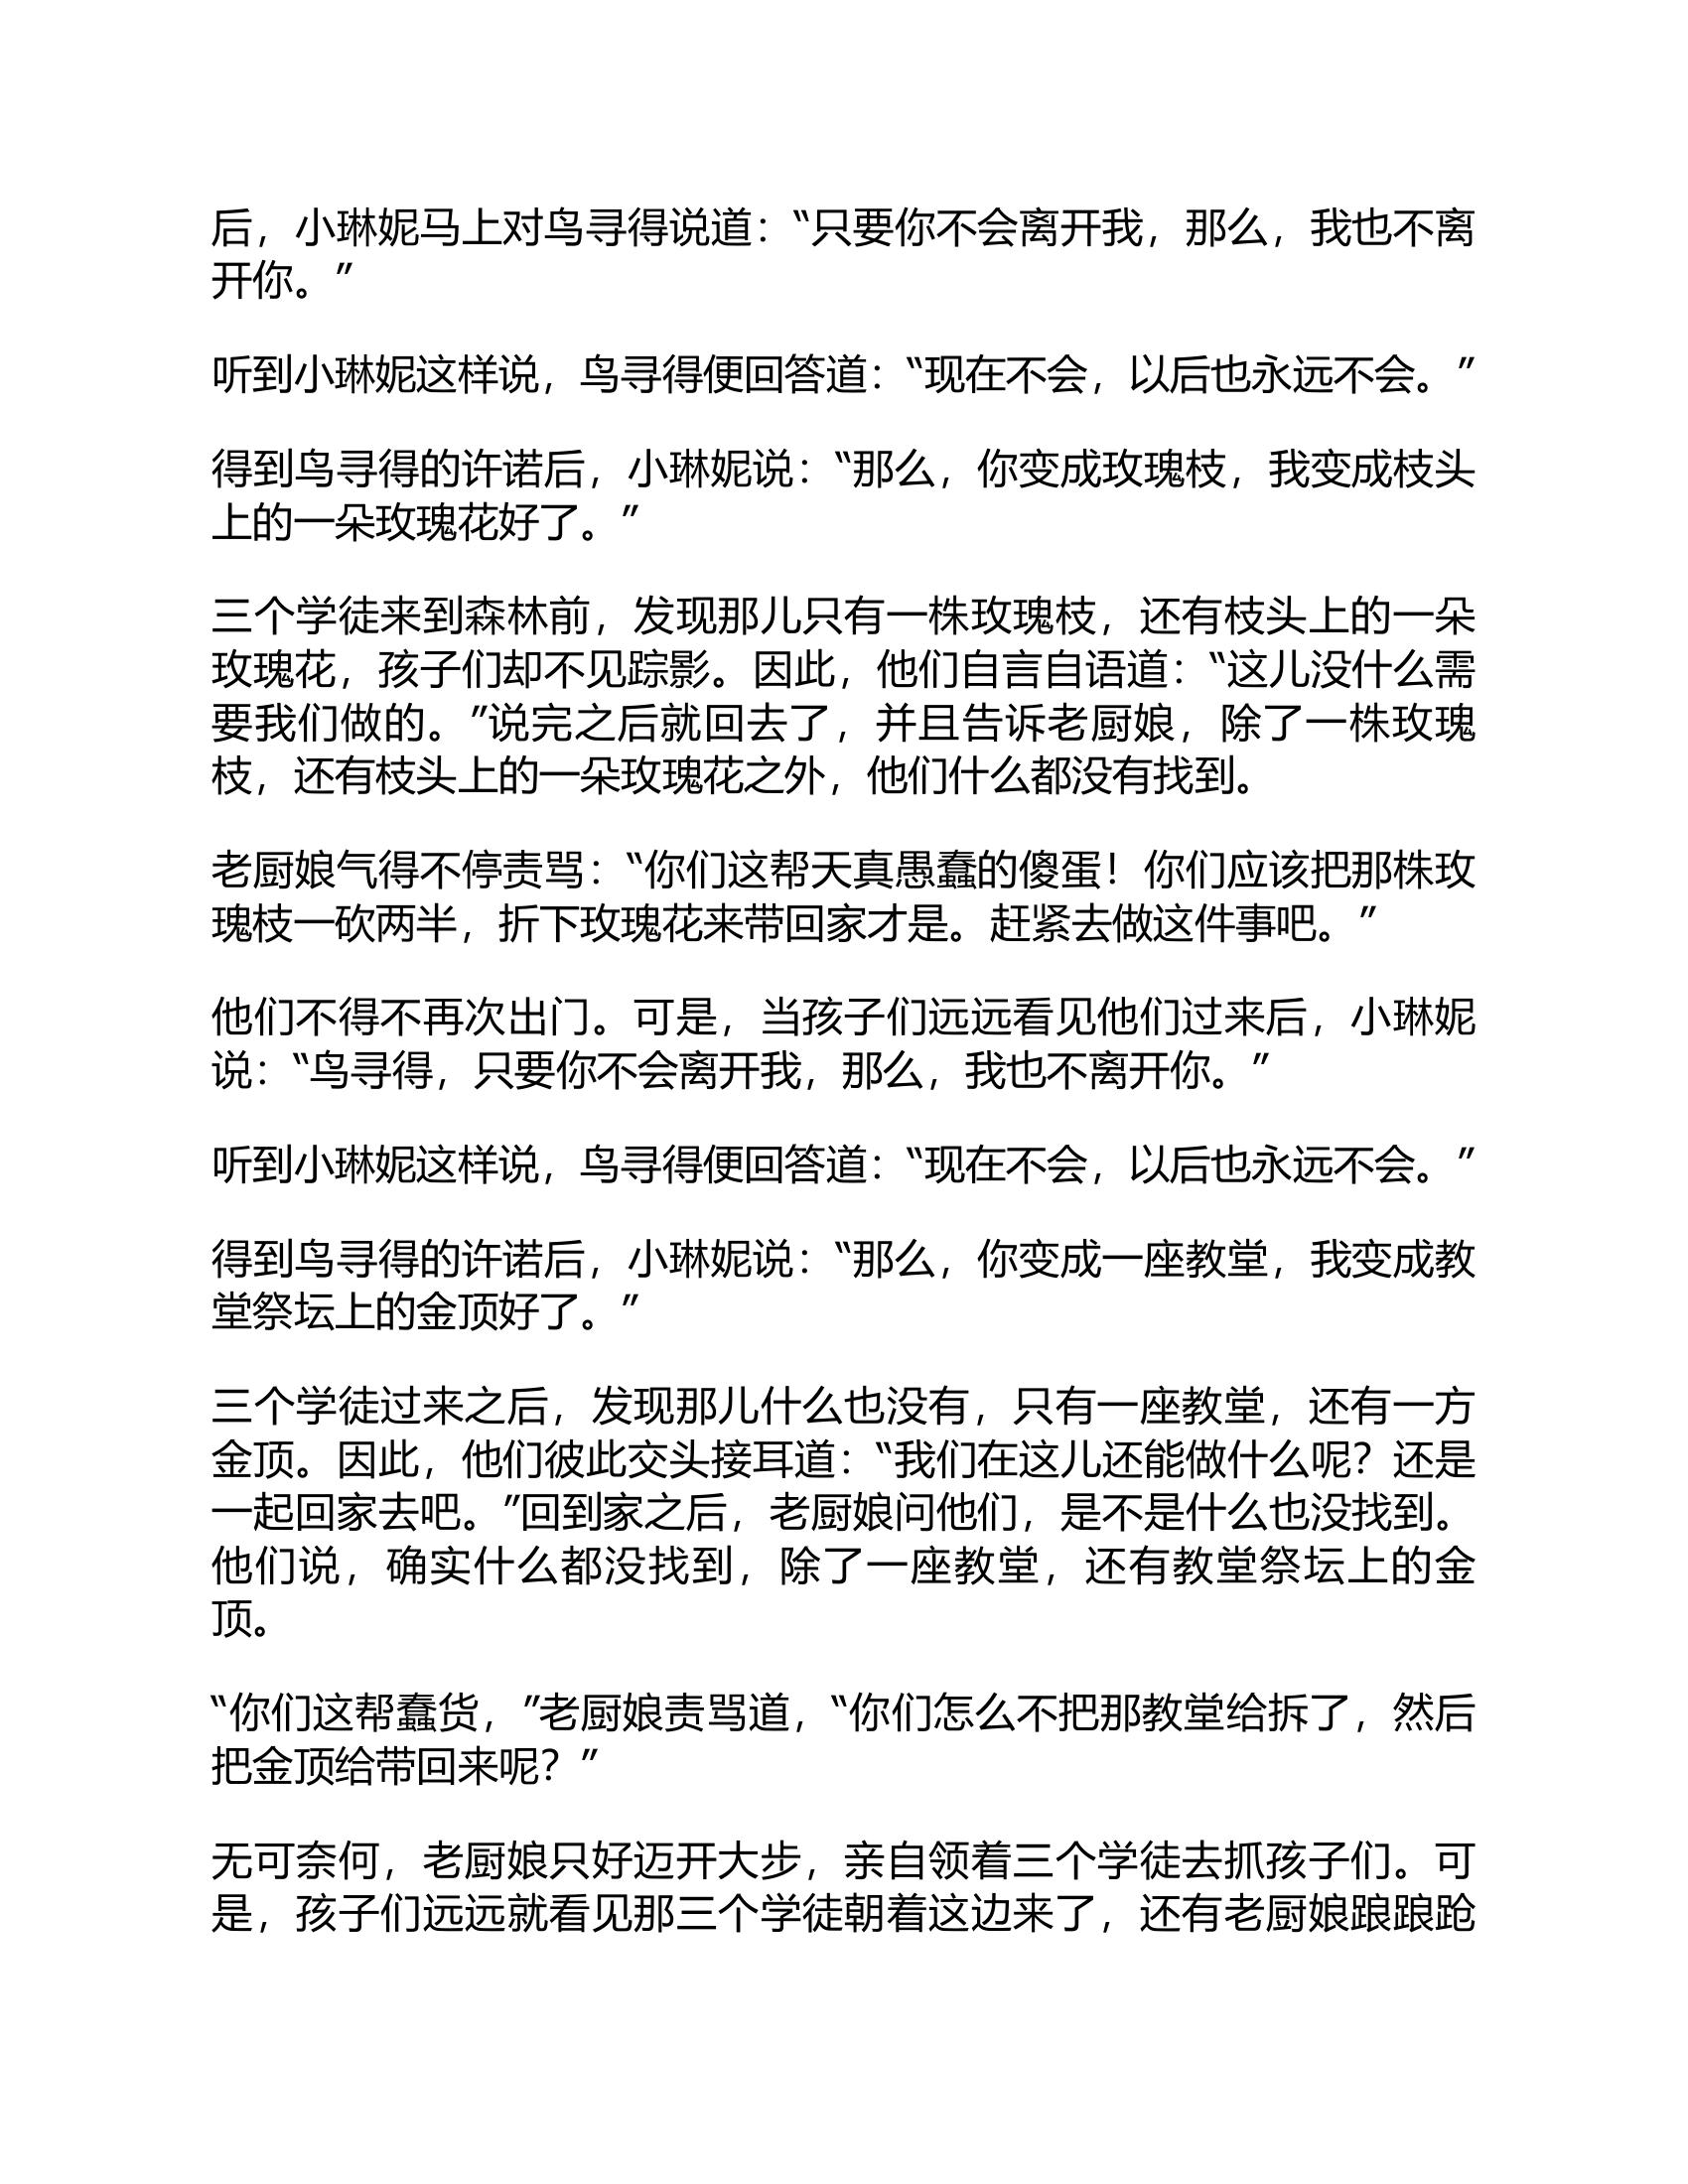 后，小琳妮马上对鸟寻得说道：“只要你不会离开我，那么，我也不离
开你。”
听到小琳妮这样说，鸟寻得便回答道：“现在不会，以后也永远不会。”
得到鸟寻得的许诺后，小琳妮说：“那么，你变成玫瑰枝，我变成枝头
上的一朵玫瑰花好了。”
三个学徒来到森林前，发现那儿只有一株玫瑰枝，还有枝头上的一朵
玫瑰花，孩子们却不见踪影。因此，他们自言自语道：“这儿没什么需
要我们做的。”说完之后就回去了，并且告诉老厨娘，除了一株玫瑰
枝，还有枝头上的一朵玫瑰花之外，他们什么都没有找到。
老厨娘气得不停责骂：“你们这帮天真愚蠢的傻蛋！你们应该把那株玫
瑰枝一砍两半，折下玫瑰花来带回家才是。赶紧去做这件事吧。”
他们不得不再次出门。可是，当孩子们远远看见他们过来后，小琳妮
说：“鸟寻得，只要你不会离开我，那么，我也不离开你。”
听到小琳妮这样说，鸟寻得便回答道：“现在不会，以后也永远不会。”
得到鸟寻得的许诺后，小琳妮说：“那么，你变成一座教堂，我变成教
堂祭坛上的金顶好了。”
三个学徒过来之后，发现那儿什么也没有，只有一座教堂，还有一方
金顶。因此，他们彼此交头接耳道：“我们在这儿还能做什么呢？还是
一起回家去吧。”回到家之后，老厨娘问他们，是不是什么也没找到。
他们说，确实什么都没找到，除了一座教堂，还有教堂祭坛上的金
顶。
“你们这帮蠢货，”老厨娘责骂道，“你们怎么不把那教堂给拆了，然后
把金顶给带回来呢？”
无可奈何，老厨娘只好迈开大步，亲自领着三个学徒去抓孩子们。可
是，孩子们远远就看见那三个学徒朝着这边来了，还有老厨娘踉踉跄